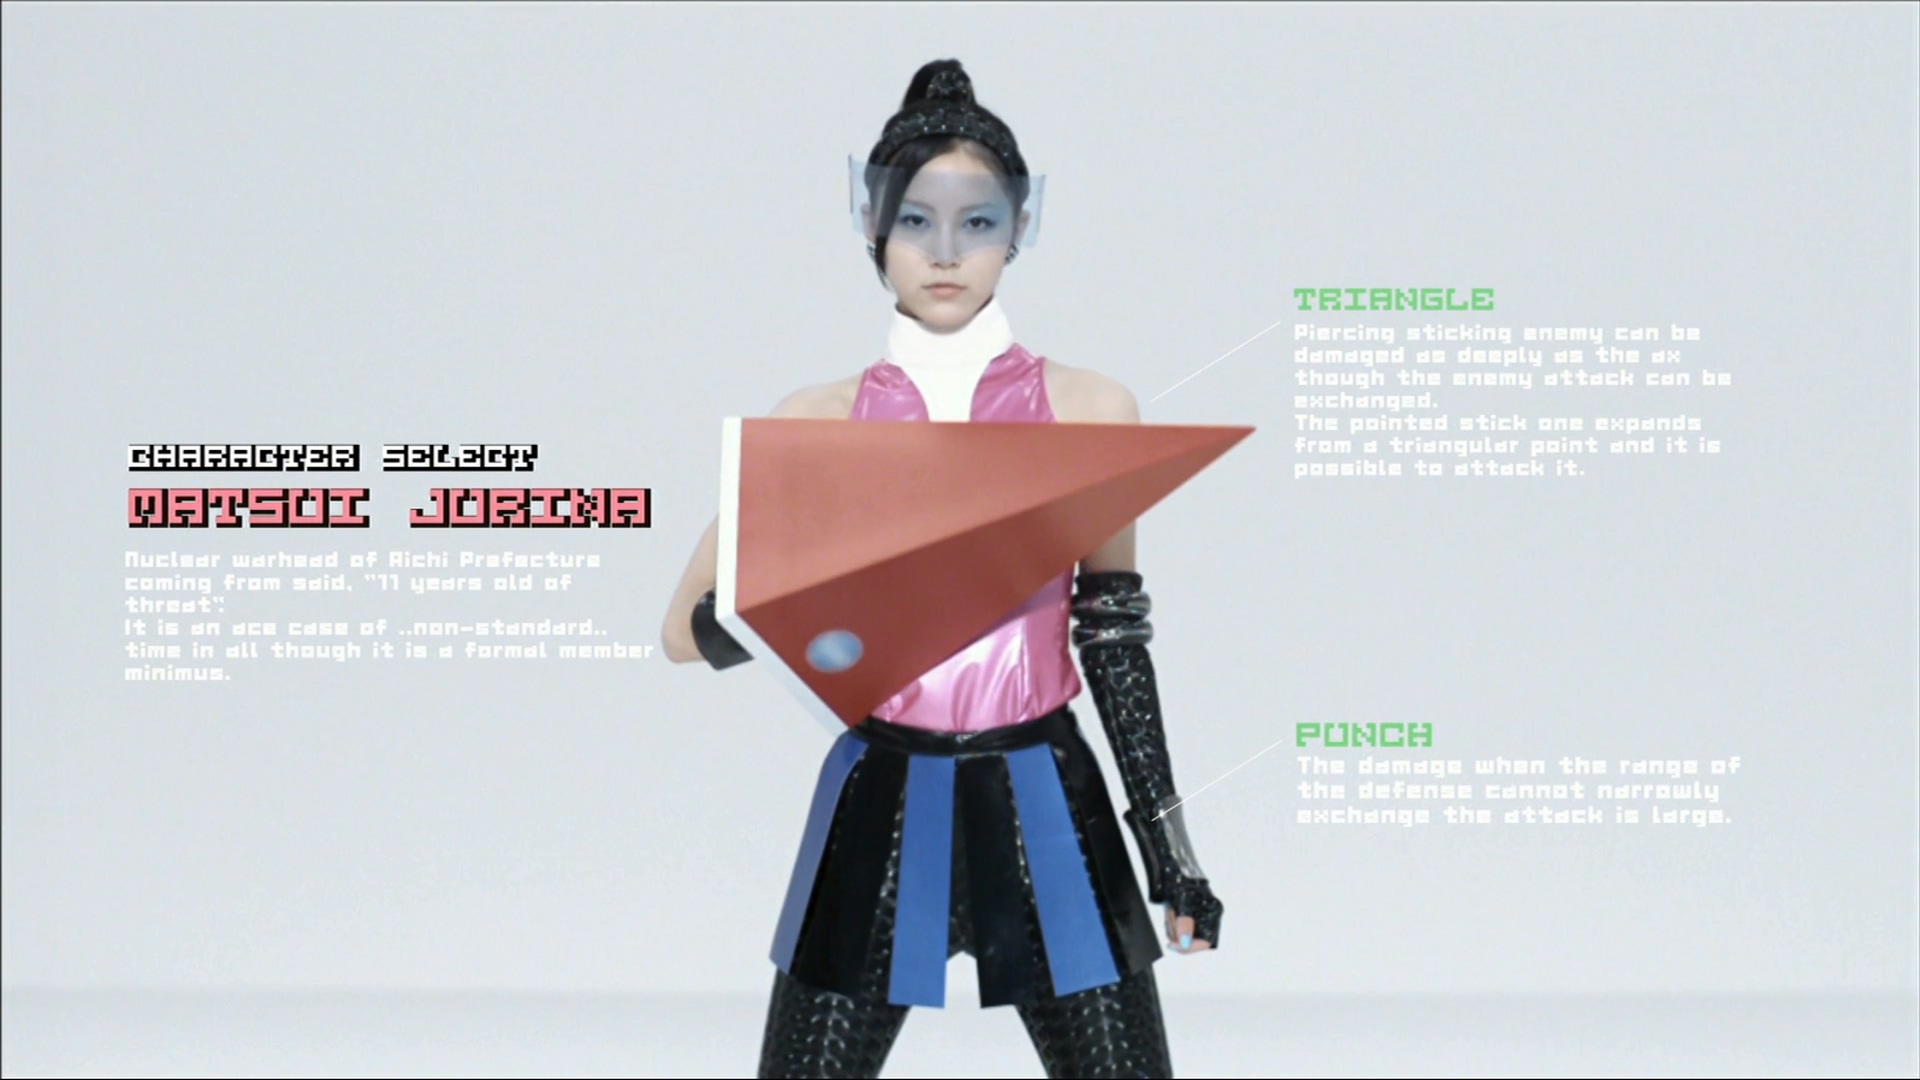 CHARACTER SELECT
MATSUI JURINA
Nuclear warhead of Aichi Prefecture
coming from said, "11 years old of
threat".
It is an ace case of ..non-standard..
time in all though it is a formal member
minimus.
TRIANGLE
Piercing sticking enemy can be
damaged as deeply as the ax
though the enemy attack can be
exchanged.
The pointed stick one expands
from a triangular point and it is
possible to attack it.
PUNCH
The damage when the range of
the defense cannot narrowly
exchange the attack is large.